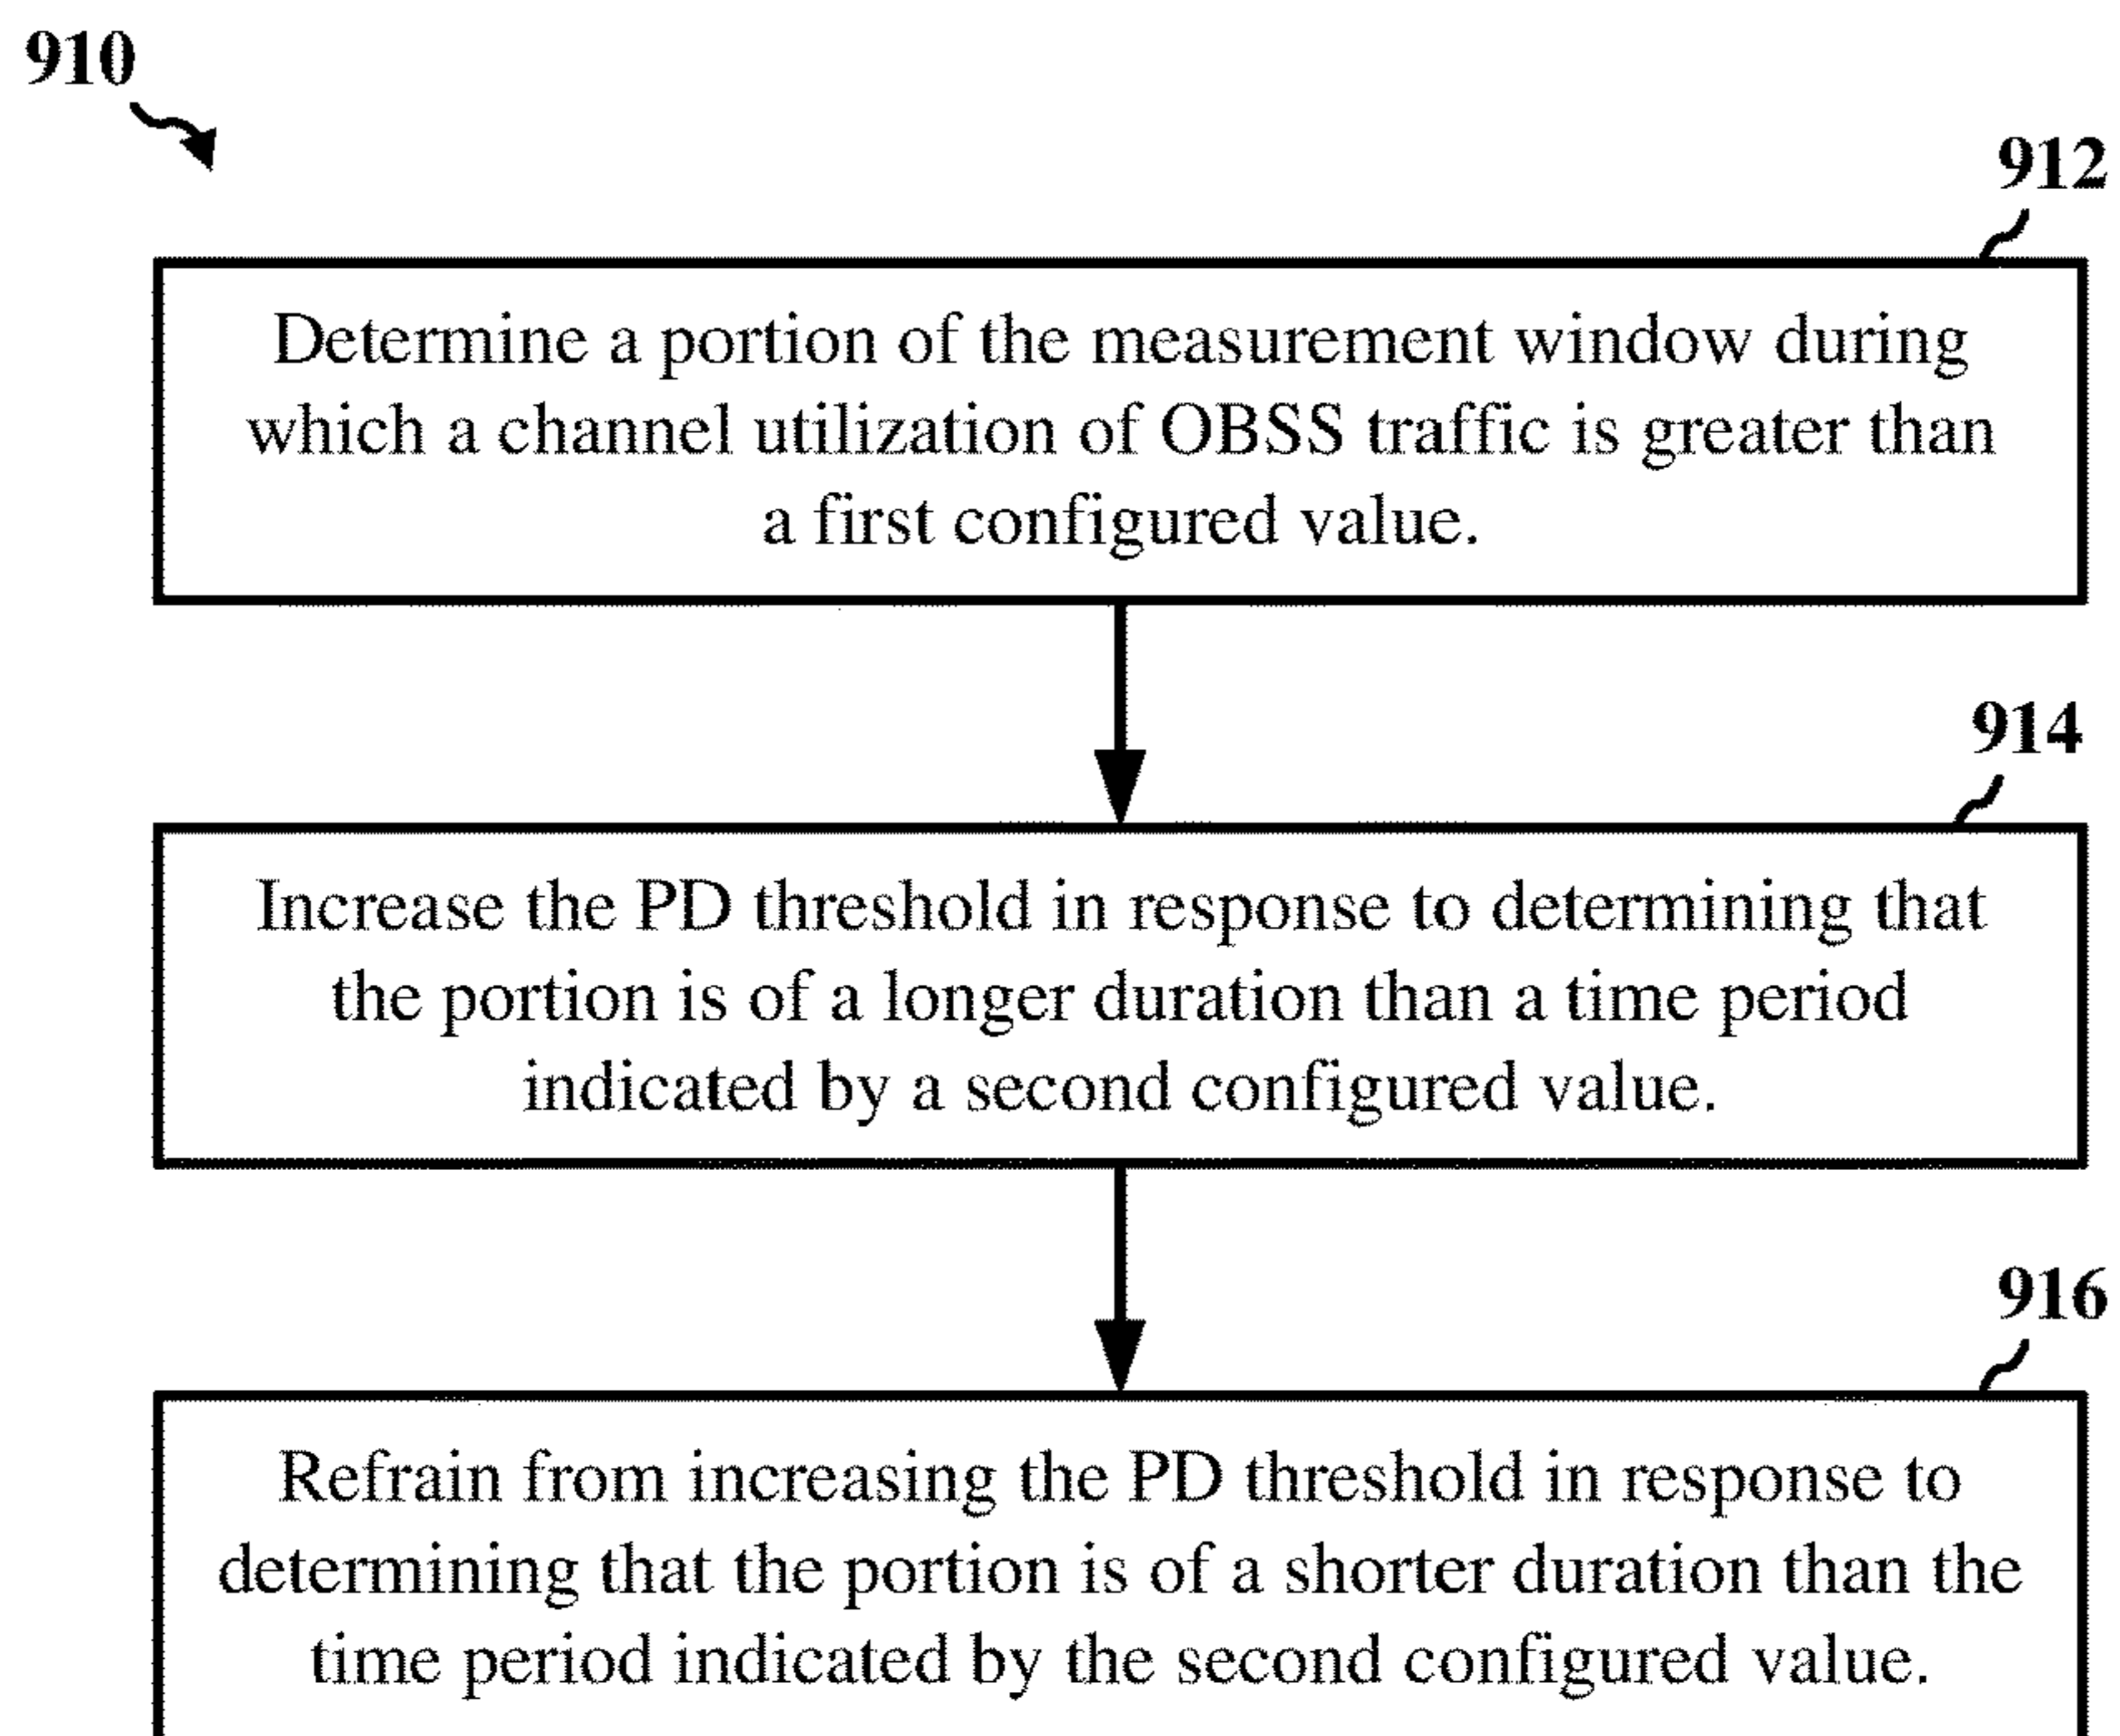 910
912
Determine a portion of the measurement window during
which a channel utilization of OBSS traffic is greater than
a first configured value.
914
Increase the PD threshold in response to determining that
the portion is of a longer duration than a time period
indicated by a second configured value.
916
Refrain from increasing the PD threshold in response to
determining that the portion is of a shorter duration than the
time period indicated by the second configured value.